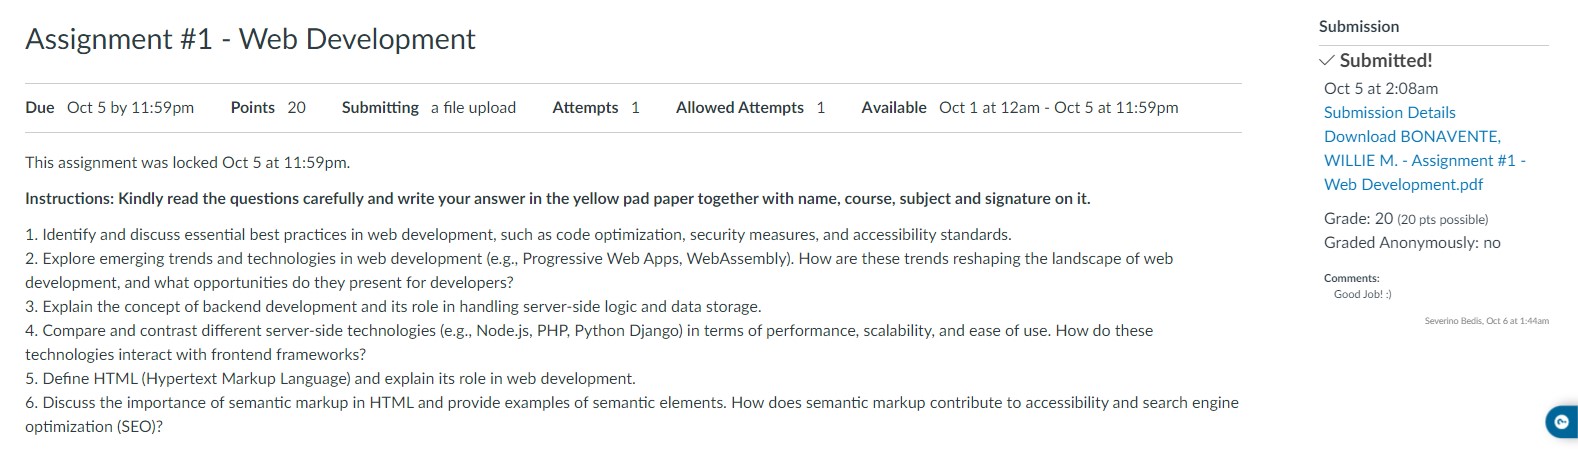 Assignment #1 - Web Development
Due Oct 5 by 11:59pm Points 20 Submitting a file upload Attempts 1 Allowed Attempts 1 Available Oct 1 at 12am - Oct 5 at 11:59pm
This assignment was locked Oct 5 at 11:59pm.
Instructions: Kindly read the questions carefully and write your answer in the yellow pad paper together with name, course, subject and signature on it.
1. Identify and discuss essential best practices in web development, such as code optimization, security measures, and accessibility standards.
2. Explore emerging trends and technologies in web development (e.g., Progressive Web Apps, WebAssembly). How are these trends reshaping the landscape of web
development, and what opportunities do they present for developers?
3. Explain the concept of backend development and its role in handling server-side logic and data storage.
4. Compare and contrast different server-side technologies (e.g., Node.js, PHP, Python Django) in terms of performance, scalability, and ease of use. How do these
technologies interact with frontend frameworks?
5. Define HTML (Hypertext Markup Language) and explain its role in web development.
6. Discuss the importance of semantic markup in HTML and provide examples of semantic elements. How does semantic markup contribute to accessibility and search engine
optimization (SEO)?
Submission
Submitted!
Oct 5 at 2:08am
Submission Details
Download BONAVENTE,
WILLIE M. - Assignment #1 -
Web Development.pdf
Grade: 20 (20 pts possible)
Graded Anonymously: no
Comments:
Good Job! :)
Severino Bedis, Oct 6 at 1:44am